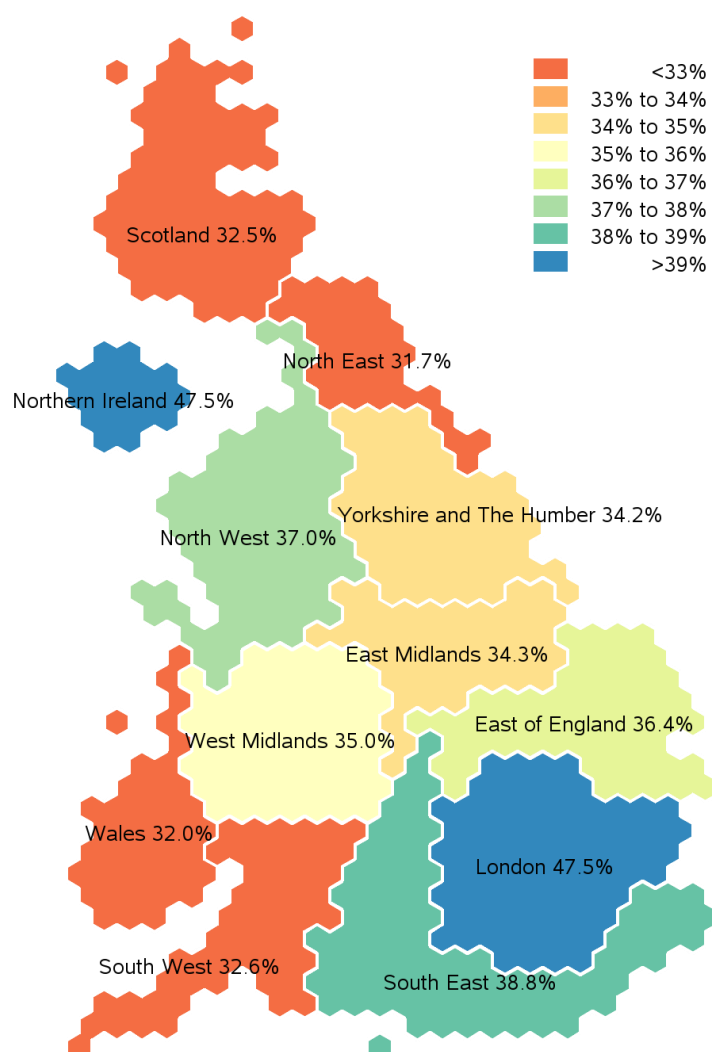 <33%
33% to 34%
34% to 35%
35% to 36%
36% to 37%
37% to 38%
38% to 39%
>39%
Scotland 32.5%
North East 31.7%
Northern Ireland 47.5%
Yorkshire and The Humber 34.2%
North West 37.0%
East Midlands 34.3%
East of England 36.4%
West Midlands 35.0%
Wales 32.0%
London 47.5%
South West 32.6%
South East 38.8%